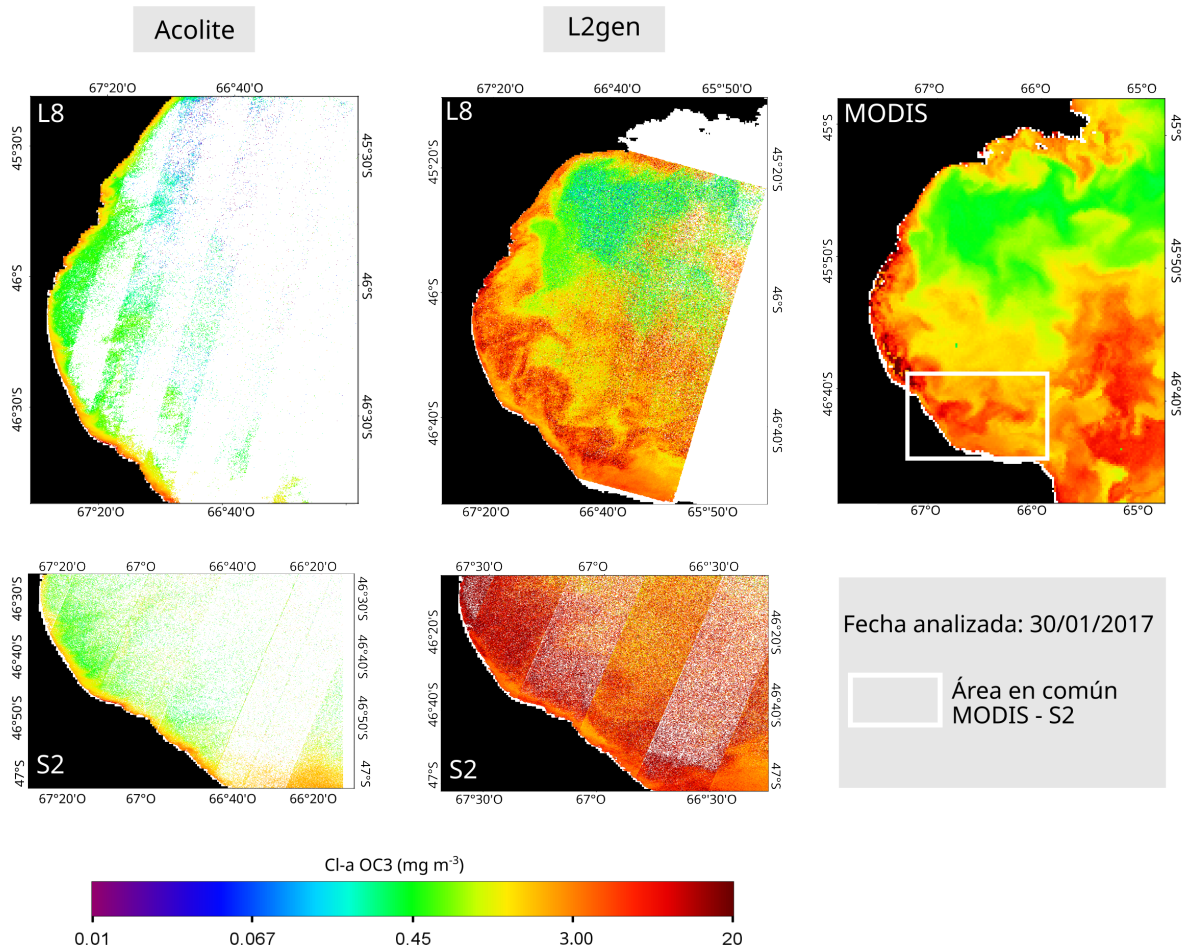 Acolite
L2gen
67°20'O 66°40'O
67°20'O 66°40'O 65°50'O
67°O 66°O 65°O
L8
L8
MODIS
45°30'S
46°S
46°30'S
45°30'S
46°S
46°30'S
45°20'S
46°S
46°40'S
45°20'S
46°S
46°40'S
45°S
45°50'S
46°40'S
45°S
45°50'S
46°40'S
67°20'O 66°40'O
67°20'O 66°40'O 65°50'O
67°O 66°O 65°O
67°20'O 67°O 66°40'O 66°20'O
67°30'O 67°O 66°30'O
46°30'S
46°40'S
46°50'S
47°S
46°30'S
46°40'S
46°50'S
47°S
46°20'S
46°40'S
47°S
46°20'S
46°40'S
47°S
S2
S2
67°20'O 67°O 66°40'O 66°20'O
67°30'O 67°O 66°30'O
Fecha analizada: 30/01/2017
Área en común
MODIS - S2
Cl-a OC3 (mg m⁻³)
0.01 0.067 0.45 3.00 20